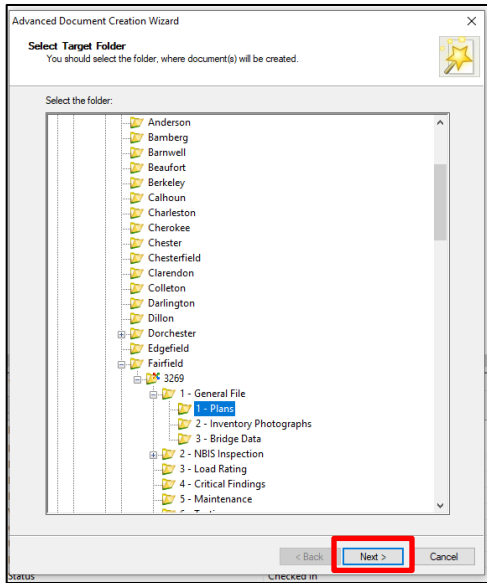 Advanced Document Creation Wizard
Select Target Folder
You should select the folder, where document(s) will be created.
Select the folder:
Anderson
Bamberg
Barnwell
Beaufort
Berkeley
Calhoun
Charleston
Cherokee
Chester
Chesterfield
Clarendon
Colleton
Darlington
Dillon
Dorchester
Edgefield
Fairfield
3269
1 - General File
1 - Plans
2 - Inventory Photographs
3 - Bridge Data
2 - NBIS Inspection
3 - Load Rating
4 - Critical Findings
5 - Maintenance
< Back Next > Cancel
Status Checked In